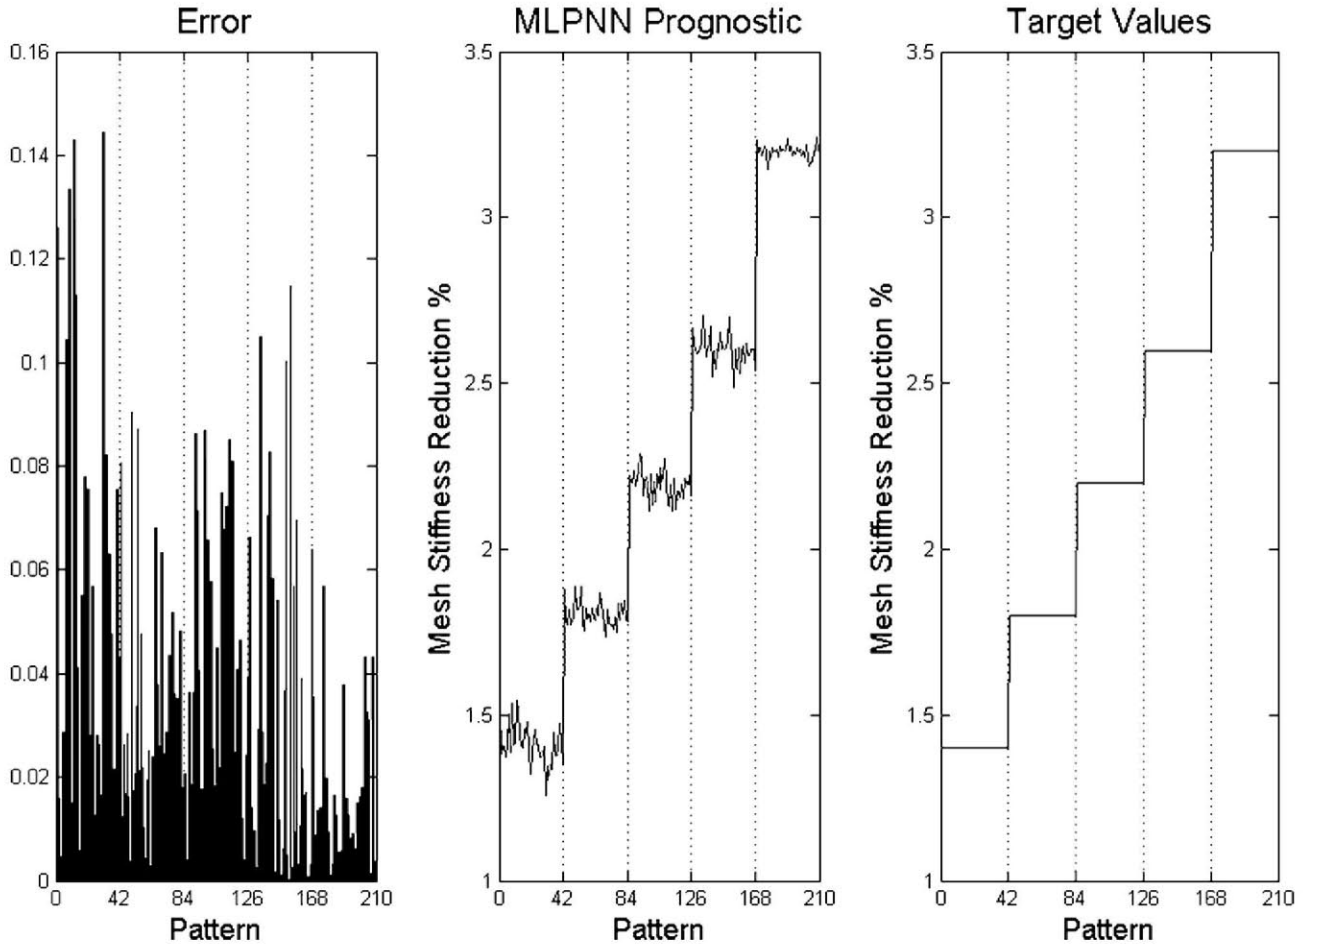 Error
0.16
0.14
0.12
0.1
0.08
0.06
0.04
0.02
0
0 42 84 126 168 210
Pattern
MLPNN Prognostic
Mesh Stiffness Reduction %
3.5
3
2.5
2
1.5
1
0 42 84 126 168 210
Pattern
Target Values
Mesh Stiffness Reduction %
3.5
3
2.5
2
1.5
1
0 42 84 126 168 210
Pattern